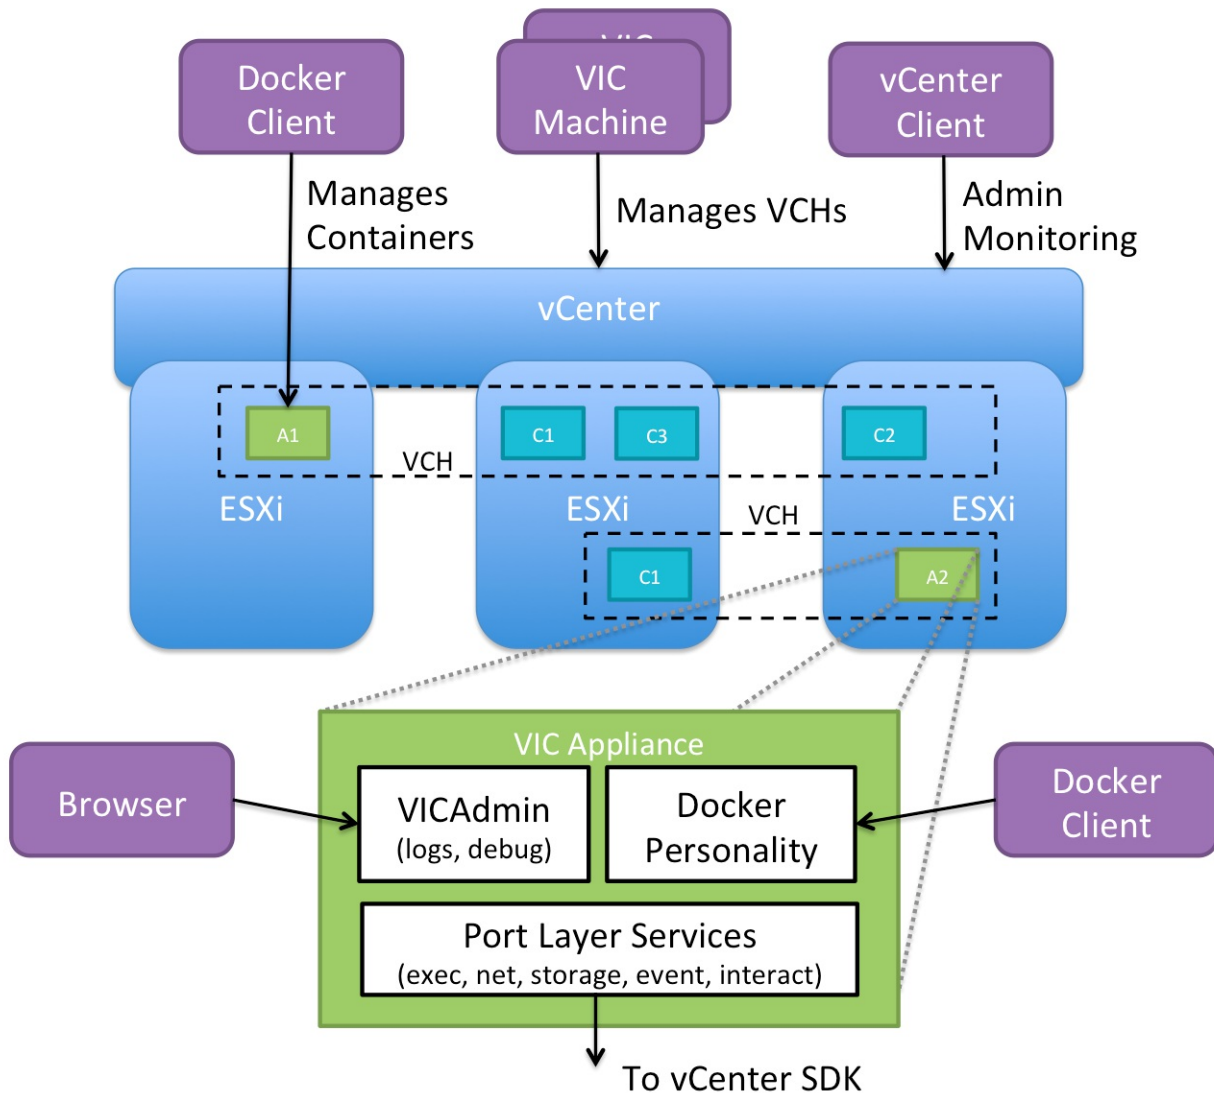 Docker
Client
VIC
VIC
Machine
vCenter
Client
Manages
Containers
Manages VCHs
Admin
Monitoring
vCenter
A1
C1
C3
C2
VCH
ESXi
ESXi
ESXi
VCH
C1
A2
VIC Appliance
Browser
VICAdmin
(logs, debug)
Docker
Personality
Docker
Client
Port Layer Services
(exec, net, storage, event, interact)
To vCenter SDK